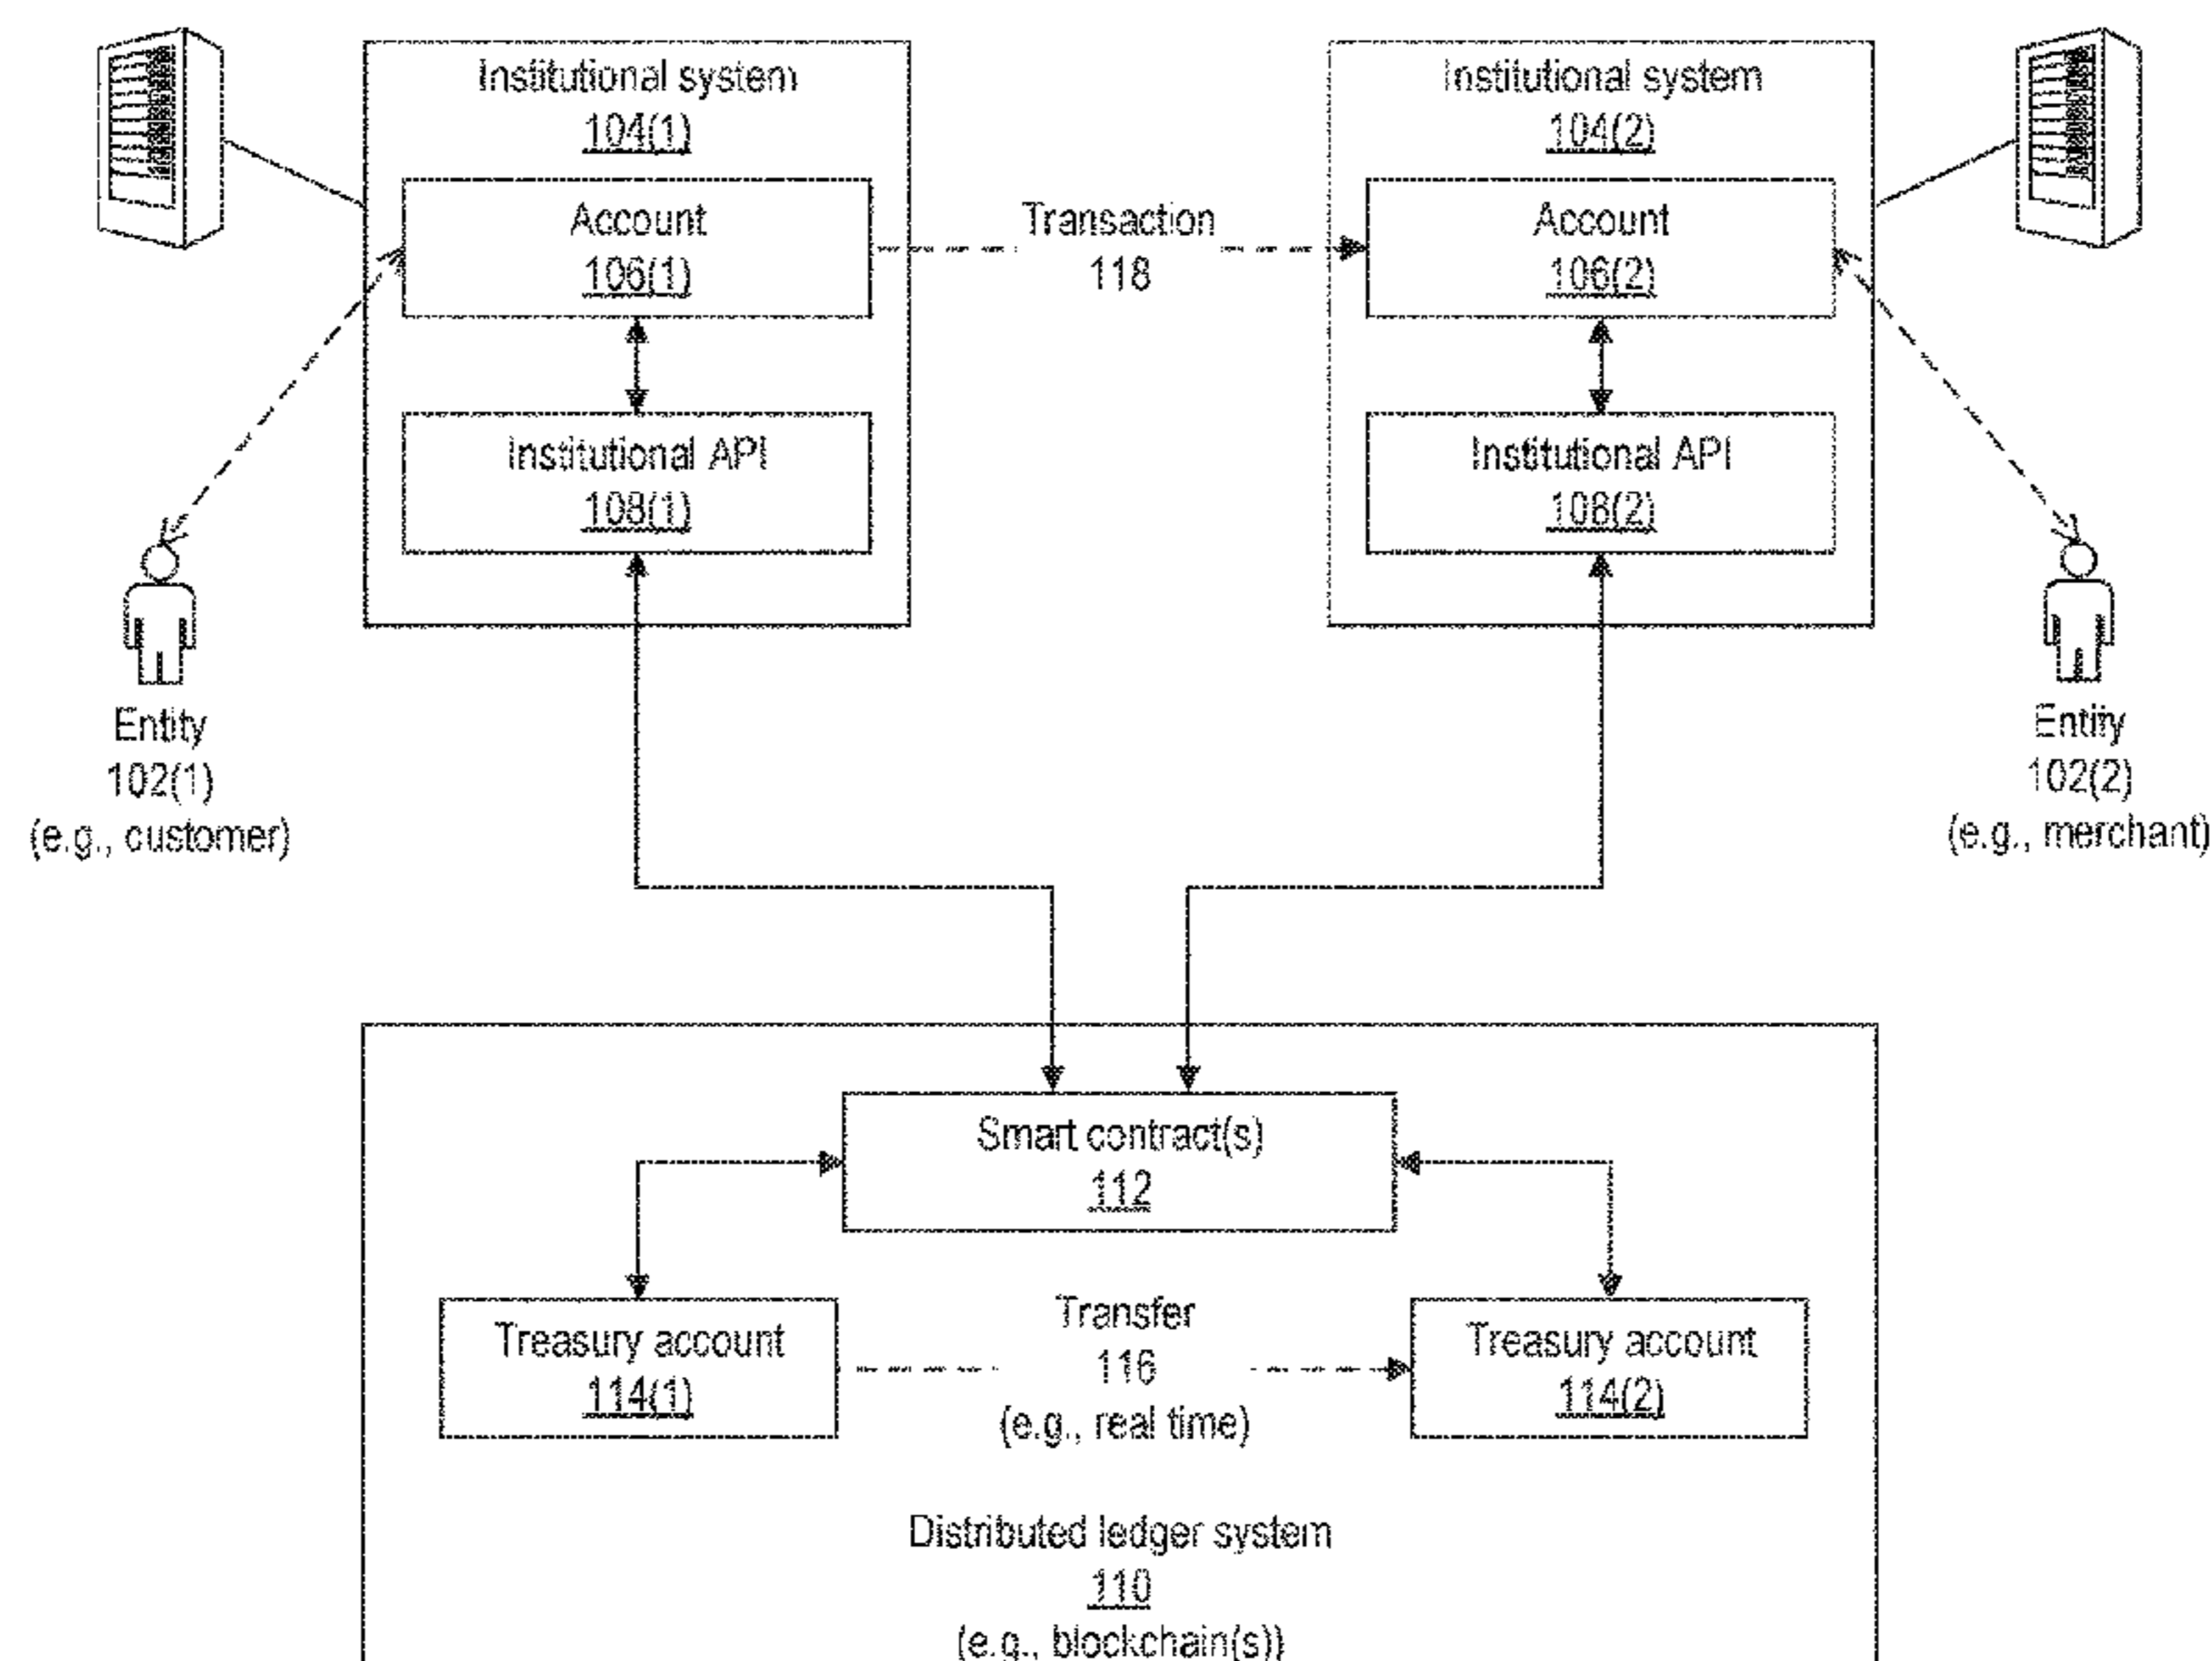 Institutional system
104(1)
Account
106(1)
Institutional API
108(1)
Transaction
118
Institutional system
104(2)
Account
106(2)
Institutional API
108(2)
Entity
102(1)
(e.g., customer)
Entity
102(2)
(e.g., merchant)
Smart contract(s)
112
Treasury account
114(1)
Transfer
116
(e.g., real time)
Treasury account
114(2)
Distributed ledger system
110
(e.g., blockchain(s))